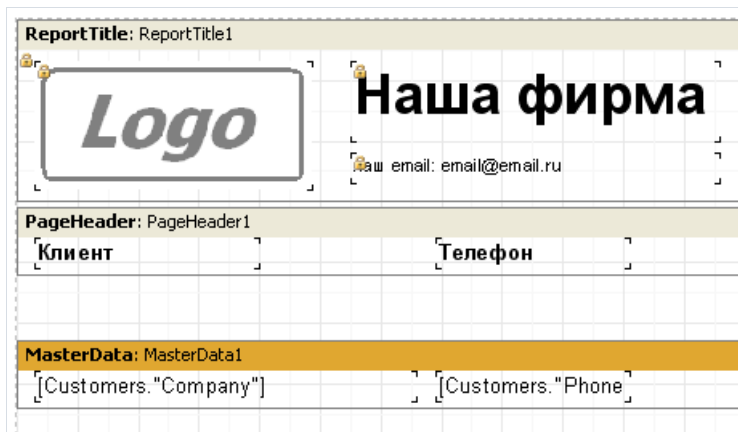 ReportTitle: ReportTitle1
Logo
Наша фирма
Наш email: email@email.ru
PageHeader: PageHeader1
Клиент Телефон
MasterData: MasterData1
[Customers."Company"] [Customers."Phone